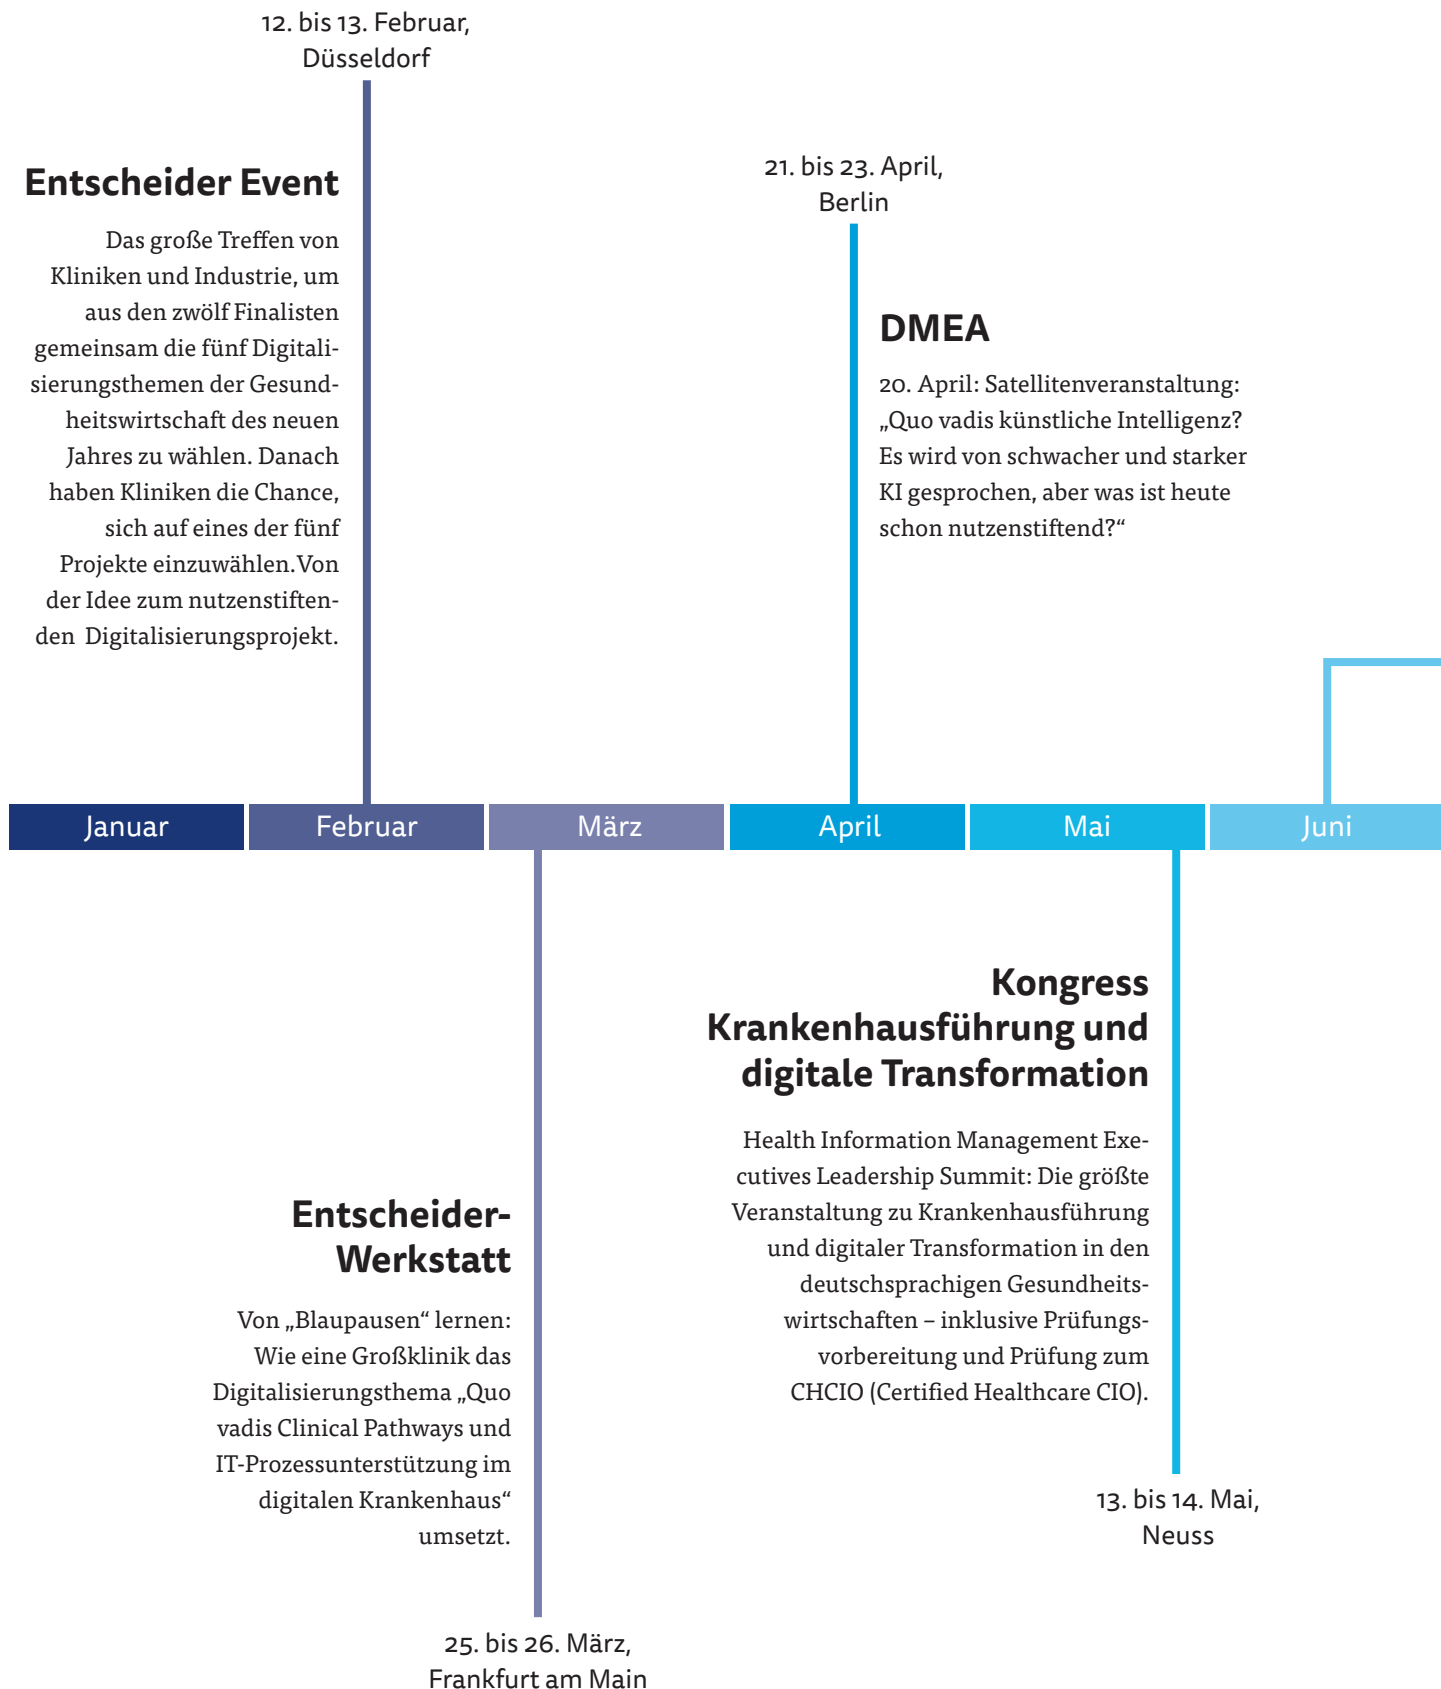 12. bis 13. Februar,
Düsseldorf
Entscheider Event
Das große Treffen von
Kliniken und Industrie, um
aus den zwölf Finalisten
gemeinsam die fünf Digitali-
sierungsthemen der Gesund-
heitswirtschaft des neuen
Jahres zu wählen. Danach
haben Kliniken die Chance,
sich auf eines der fünf
Projekte einzuwählen.Von
der Idee zum nutzenstiften-
den Digitalisierungsprojekt.
21. bis 23. April,
Berlin
DMEA
20. April: Satellitenveranstaltung:
„Quo vadis künstliche Intelligenz?
Es wird von schwacher und starker
KI gesprochen, aber was ist heute
schon nutzenstiftend?“
Januar
Februar
März
April
Mai
Juni
Entscheider-
Werkstatt
Von „Blaupausen“ lernen:
Wie eine Großklinik das
Digitalisierungsthema „Quo
vadis Clinical Pathways und
IT-Prozessunterstützung im
digitalen Krankenhaus“
umsetzt.
25. bis 26. März,
Frankfurt am Main
Kongress
Krankenhausführung und
digitale Transformation
Health Information Management Exe-
cutives Leadership Summit: Die größte
Veranstaltung zu Krankenhausführung
und digitaler Transformation in den
deutschsprachigen Gesundheits-
wirtschaften – inklusive Prüfungs-
vorbereitung und Prüfung zum
CHCIO (Certified Healthcare CIO).
13. bis 14. Mai,
Neuss